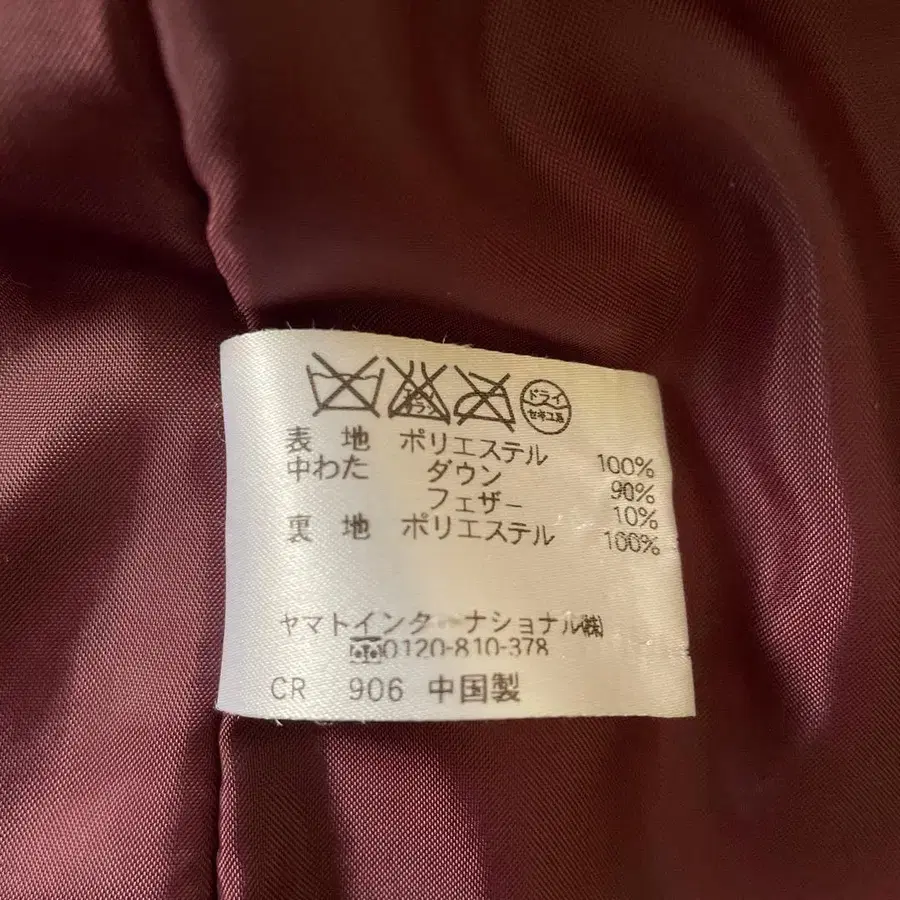 ドライ
セキユ系
表 地 ポリエステル 100%
中わた ダウン 90%
フェザー 10%
裏 地 ポリエステル 100%
ヤマトインターナショナル㈱
0120-810-378
CR 906 中国製